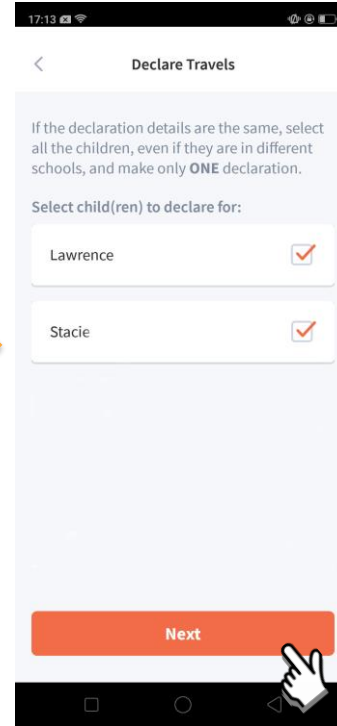 17:13
Declare Travels
If the declaration details are the same, select
all the children, even if they are in different
schools, and make only ONE declaration.
Select child(ren) to declare for:
Lawrence
Stacie
Next